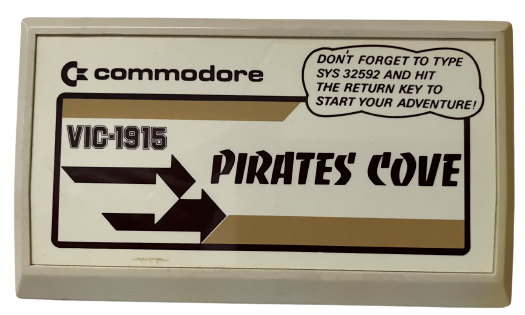 commodore
DON'T FORGET TO TYPE
SYS 32592 AND HIT
THE RETURN KEY TO
START YOUR ADVENTURE!
VIC-1915
PIRATES' COVE